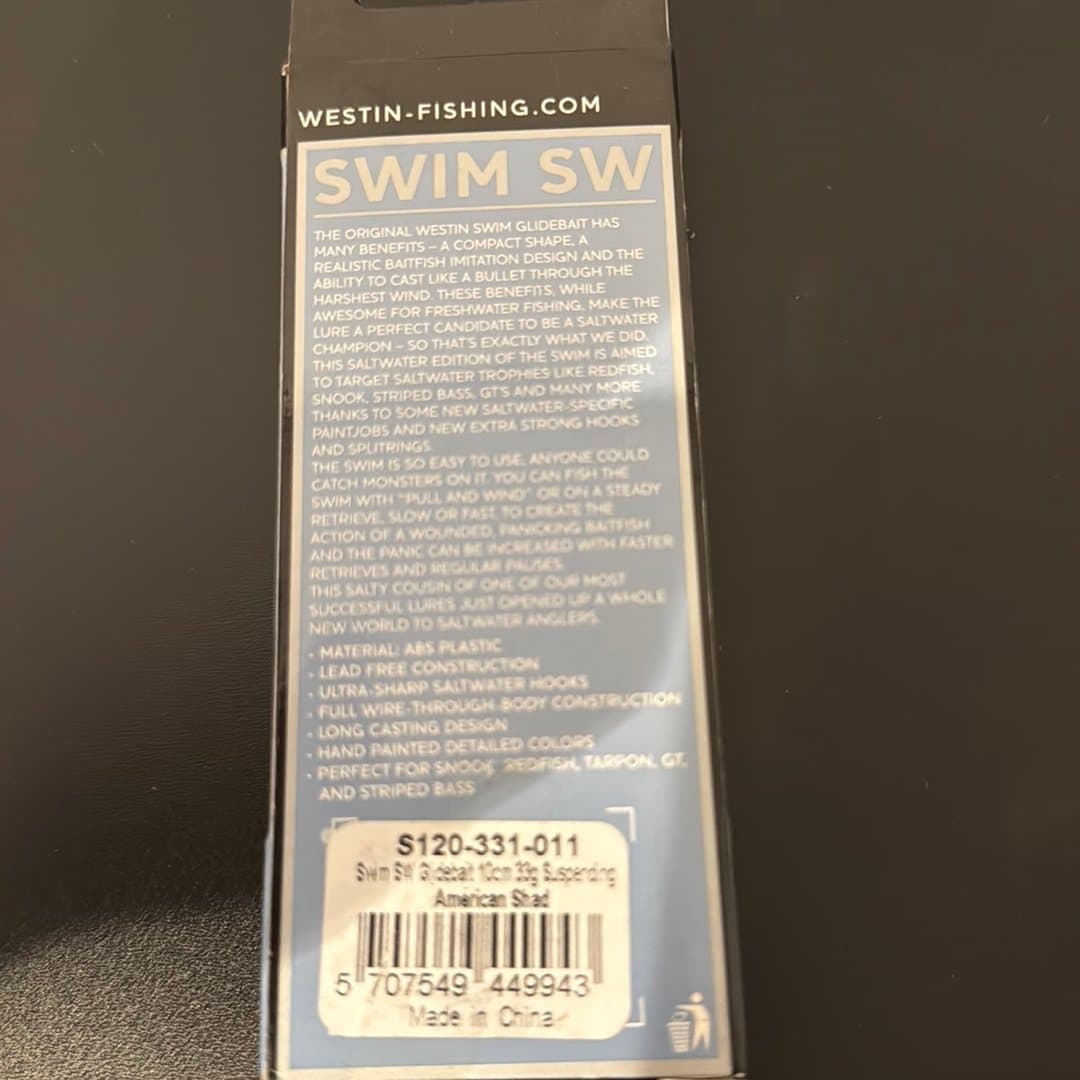 WESTIN-FISHING.COM
SWIM SW
THE ORIGINAL WESTIN SWIM GLIDEBAIT HAS
MANY BENEFITS – A COMPACT SHAPE, A
REALISTIC BAITFISH IMITATION DESIGN AND THE
ABILITY TO CAST LIKE A BULLET THROUGH THE
HARSHEST WIND. THESE BENEFITS, WHILE
AWESOME FOR FRESHWATER FISHING, MAKE THE
LURE A PERFECT CANDIDATE TO BE A SALTWATER
CHAMPION – SO THAT'S EXACTLY WHAT WE DID.
THIS SALTWATER EDITION OF THE SWIM IS AIMED
TO TARGET SALTWATER TROPHIES LIKE REDFISH,
SNOOK, STRIPED BASS, GT'S AND MANY MORE
THANKS TO SOME NEW SALTWATER-SPECIFIC
PAINTJOBS AND NEW EXTRA STRONG HOOKS
AND SPLITRINGS.
THE SWIM IS SO EASY TO USE, ANYONE COULD
CATCH MONSTERS ON IT. YOU CAN FISH THE
SWIM WITH "PULL AND WIND" OR ON A STEADY
RETRIEVE, SLOW OR FAST, TO CREATE THE
ACTION OF A WOUNDED, PANICKING BAITFISH
AND THE PANIC CAN BE INCREASED WITH FASTER
RETRIEVES AND REGULAR PAUSES.
THIS SALTY COUSIN OF ONE OF OUR MOST
SUCCESSFUL LURES JUST OPENED UP A WHOLE
NEW WORLD TO SALTWATER ANGLERS.
- MATERIAL: ABS PLASTIC
- LEAD FREE CONSTRUCTION
- ULTRA-SHARP SALTWATER HOOKS
- FULL WIRE-THROUGH-BODY CONSTRUCTION
- LONG CASTING DESIGN
- HAND PAINTED DETAILED COLORS
- PERFECT FOR SNOOK, REDFISH, TARPON, GT,
AND STRIPED BASS
S120-331-011
Swim SW Glidebait 10cm 33g Suspending
American Shad
5 707549 449943
Made in China